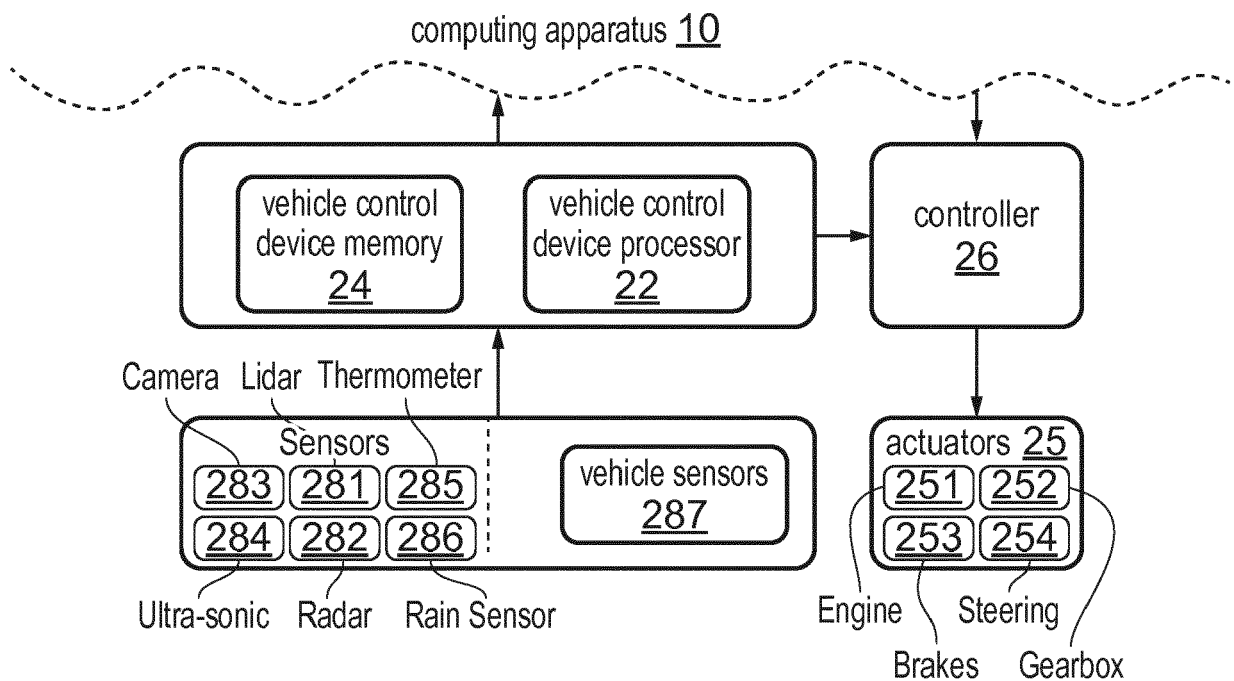 computing apparatus 10
vehicle control
device memory
24
vehicle control
device processor
22
controller
26
Camera
Lidar
Thermometer
Sensors
283
281
285
284
282
286
vehicle sensors
287
actuators 25
251
252
253
254
Ultra-sonic
Radar
Rain Sensor
Engine
Steering
Brakes
Gearbox